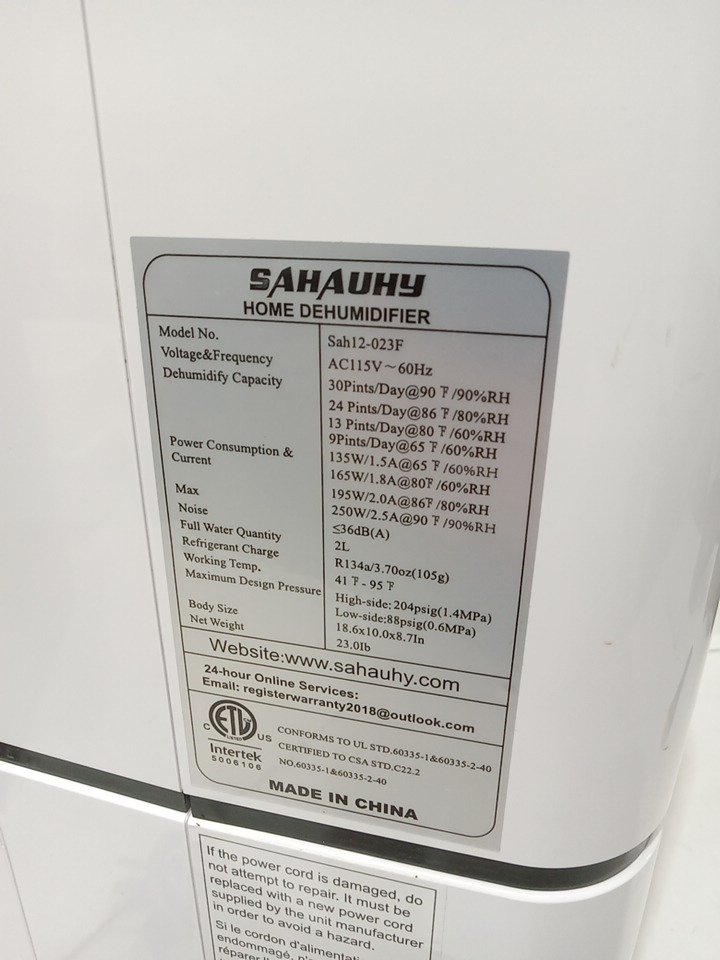 SAHAUHY
HOME DEHUMIDIFIER
Model No. Sah12-023F
Voltage&Frequency AC115V~60Hz
Dehumidify Capacity 30Pints/Day@90℉/90%RH
24 Pints/Day@86℉/80%RH
13 Pints/Day@80℉/60%RH
9Pints/Day@65℉/60%RH
Power Consumption & 135W/1.5A@65℉/60%RH
Current 165W/1.8A@80℉/60%RH
195W/2.0A@86℉/80%RH
Max 250W/2.5A@90℉/90%RH
Noise ≤36dB(A)
Full Water Quantity 2L
Refrigerant Charge R134a/3.70oz(105g)
Working Temp. 41℉-95℉
Maximum Design Pressure High-side:204psig(1.4MPa)
Low-side:88psig(0.6MPa)
Body Size 18.6x10.0x8.7In
Net Weight 23.0Ib
Website:www.sahauhy.com
24-hour Online Services:
Email: registerwarranty2018@outlook.com
C ETL LISTED US
Intertek
5006106
CONFORMS TO UL STD.60335-1&60335-2-40
CERTIFIED TO CSA STD.C22.2
NO.60335-1&60335-2-40
MADE IN CHINA
If the power cord is damaged, do
not attempt to repair. It must be
replaced with a new power cord
supplied by the unit manufacturer
in order to avoid a hazard.
Si le cordon d'alimentati
endommagé,
réparer